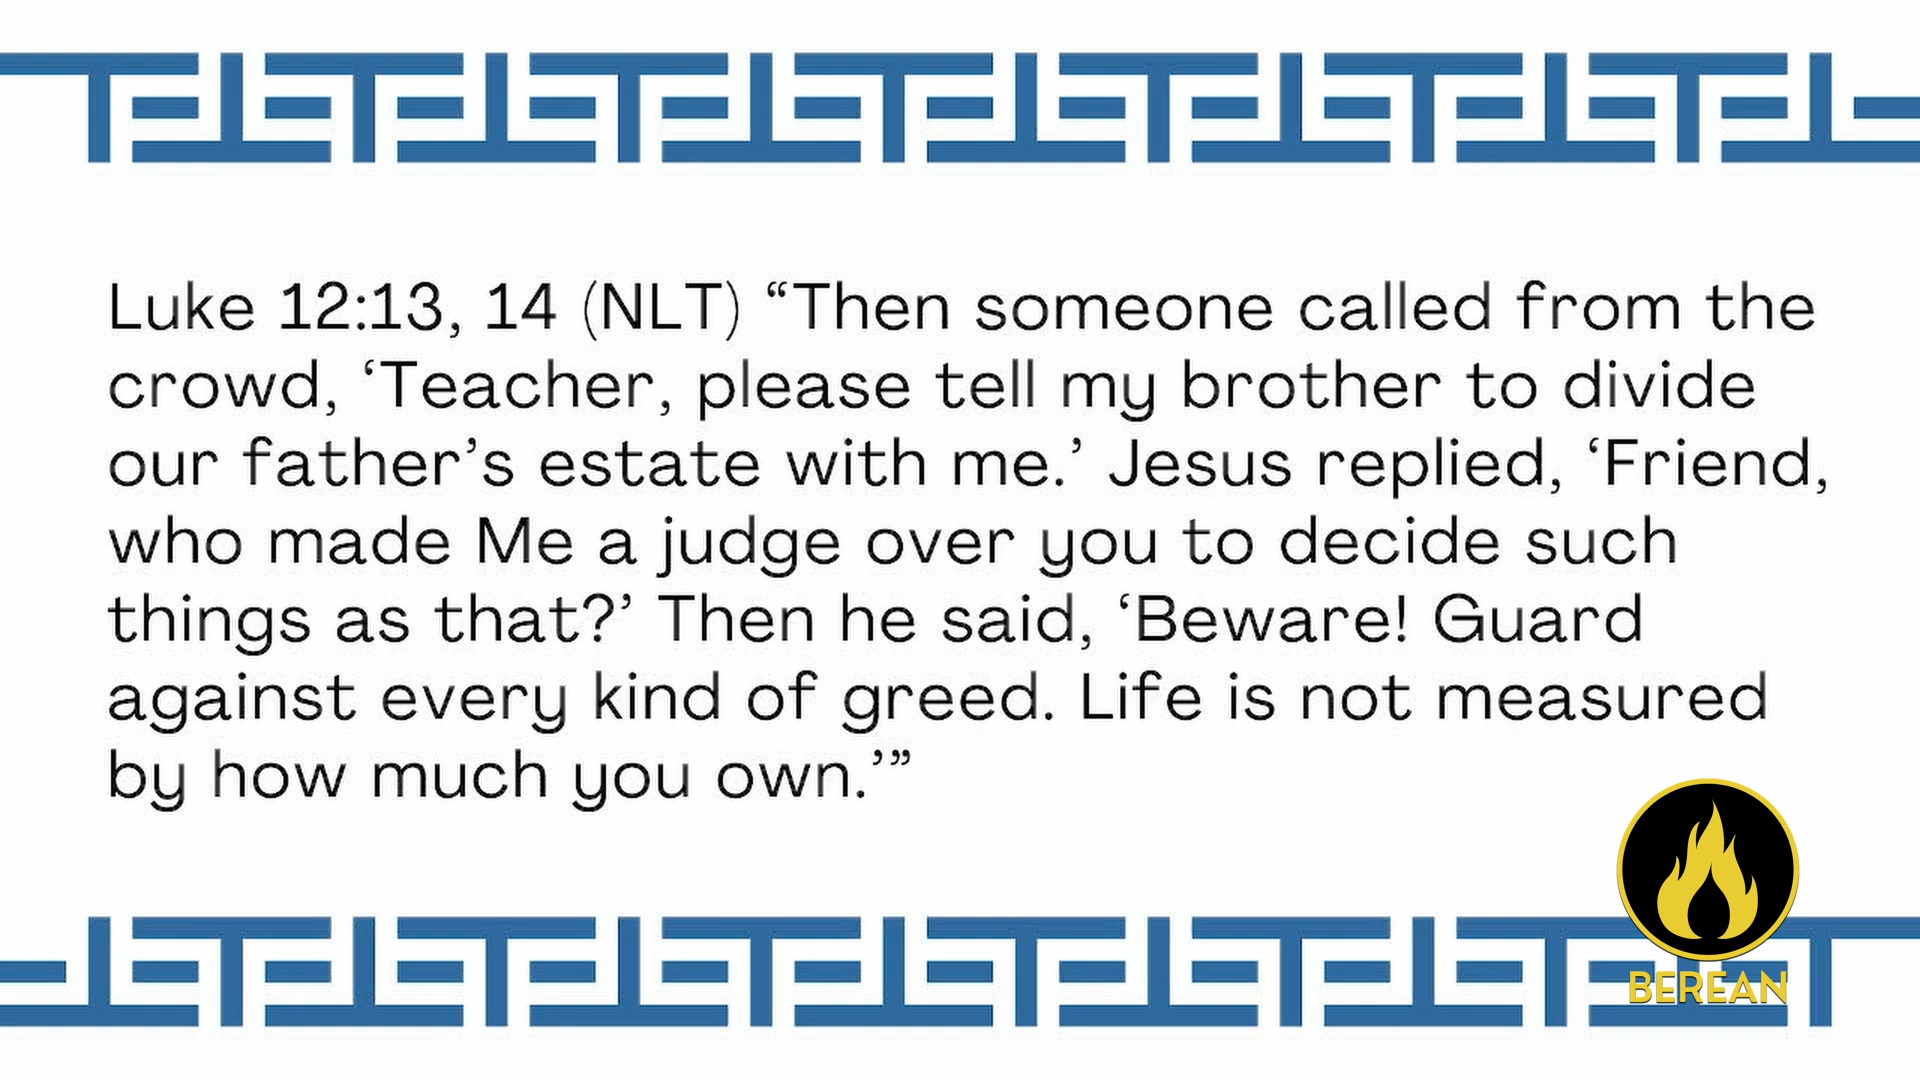 Luke 12:13, 14 (NLT) “Then someone called from the
crowd, ‘Teacher, please tell my brother to divide
our father’s estate with me.’ Jesus replied, ‘Friend,
who made Me a judge over you to decide such
things as that?’ Then he said, ‘Beware! Guard
against every kind of greed. Life is not measured
by how much you own.’”
BEREAN